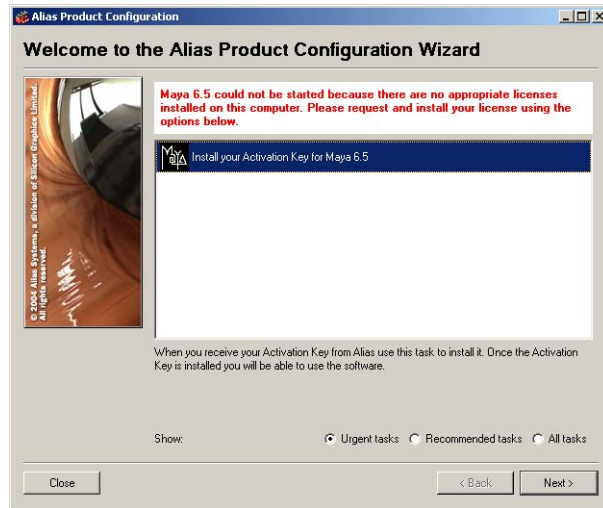 Alias Product Configuration
Welcome to the Alias Product Configuration Wizard
© 2004 Alias Systems, a division of Silicon Graphics Limited.
All rights reserved.
Maya 6.5 could not be started because there are no appropriate licenses
installed on this computer. Please request and install your license using the
options below.
MAYA Install your Activation Key for Maya 6.5
When you receive your Activation Key from Alias use this task to install it. Once the Activation
Key is installed you will be able to use the software.
Show: Urgent tasks Recommended tasks All tasks
Close < Back Next >